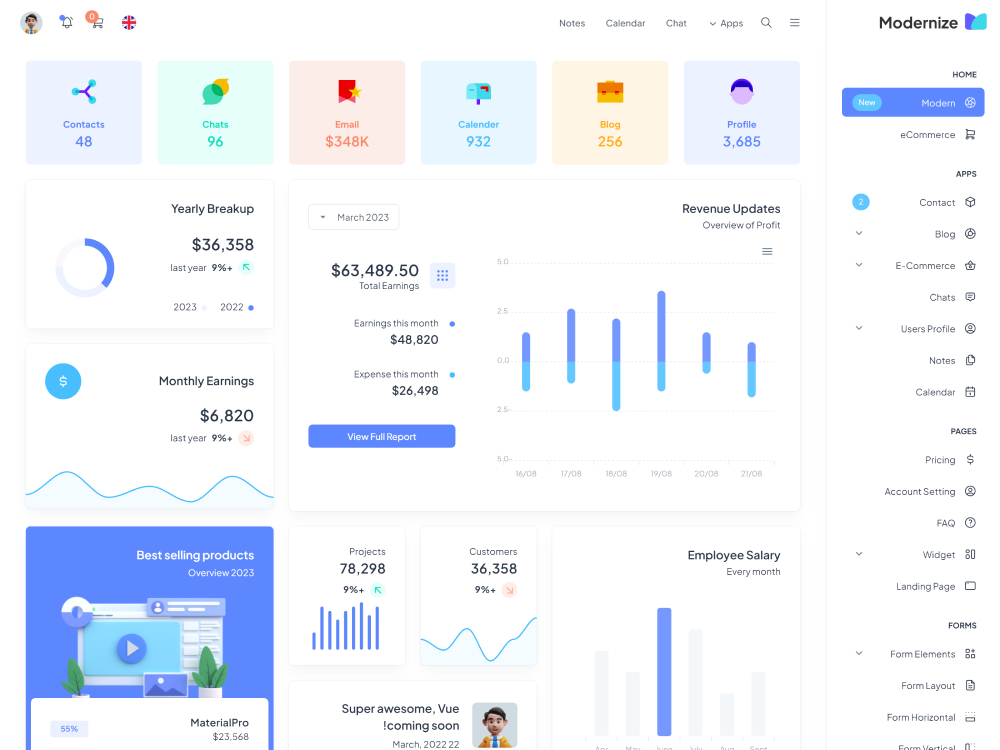 0
Notes
Calendar
Chat
Apps
Modernize
HOME
New
Modern
eCommerce
APPS
2
Contact
Blog
E-Commerce
Chats
Users Profile
Notes
Calendar
PAGES
Pricing
Account Setting
FAQ
Widget
Landing Page
FORMS
Form Elements
Form Layout
Form Horizontal
Form Vertical
Contacts
48
Chats
96
Email
$348K
Calender
932
Blog
256
Profile
3,685
Yearly Breakup
$36,358
last year 9%+
2023
2022
Monthly Earnings
$
$6,820
last year 9%+
Revenue Updates
Overview of Profit
March 2023
$63,489.50
Total Earnings
Earnings this month
$48,820
Expense this month
$26,498
View Full Report
5.0
2.5
0.0
2.5-
5.0-
16/08
17/08
18/08
19/08
20/08
21/08
Best selling products
Overview 2023
55%
MaterialPro
$23,568
Projects
78,298
9%+
Customers
36,358
9%+
Super awesome, Vue
!coming soon
March, 2022 22
Employee Salary
Every month
Apr
May
June
July
Aug
Sept